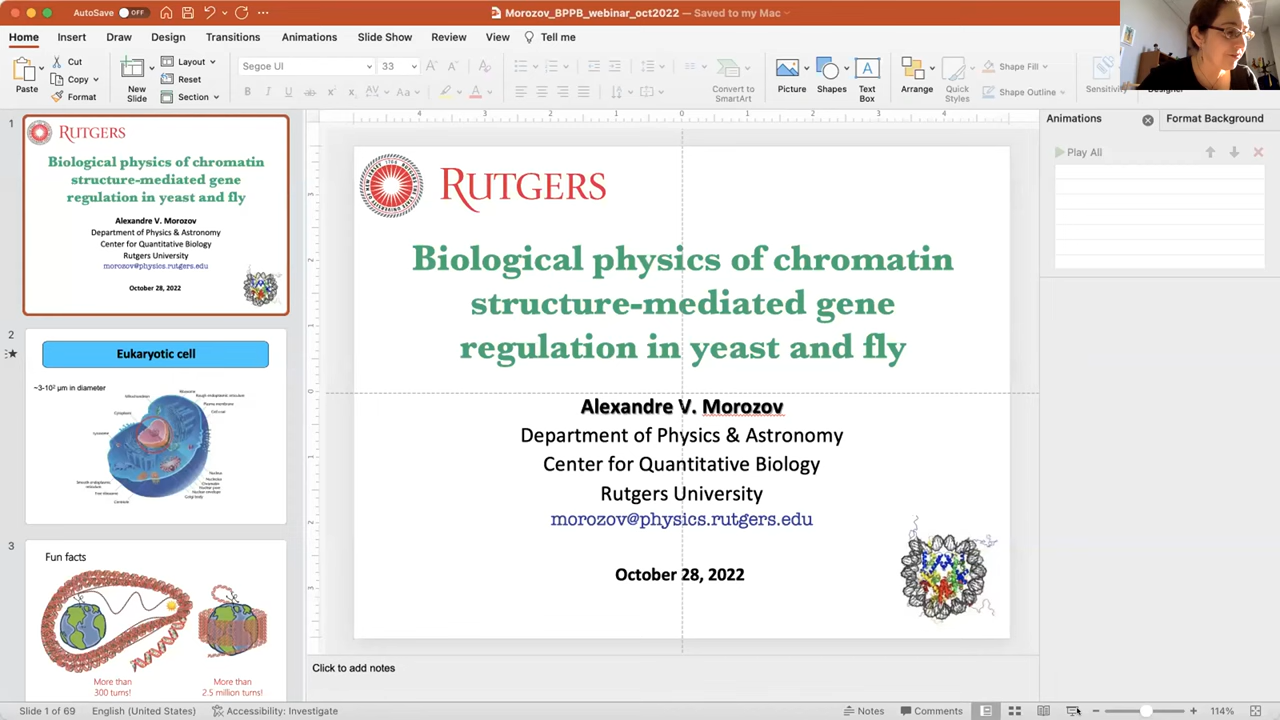 AutoSave OFF
Morozov_BPPB_webinar_oct2022 — Saved to my Mac
Home Insert Draw Design Transitions Animations Slide Show Review View Tell me
Paste
Cut
Copy
Format
New
Slide
Layout
Reset
Section
Segoe UI 33
Convert to
SmartArt
Picture
Shapes
Text
Box
Arrange
Quick
Styles
Shape Fill
Shape Outline
Sensitivity
Animations
Format Background
Play All
1
RUTGERS
Biological physics of chromatin
structure-mediated gene
regulation in yeast and fly
Alexandre V. Morozov
Department of Physics & Astronomy
Center for Quantitative Biology
Rutgers University
morozov@physics.rutgers.edu
October 28, 2022
2
Eukaryotic cell
~3-10² μm in diameter
3
Fun facts
More than
300 turns!
More than
2.5 million turns!
RUTGERS
Biological physics of chromatin
structure-mediated gene
regulation in yeast and fly
Alexandre V. Morozov
Department of Physics & Astronomy
Center for Quantitative Biology
Rutgers University
morozov@physics.rutgers.edu
October 28, 2022
Click to add notes
Slide 1 of 69 English (United States) Accessibility: Investigate
Notes Comments 114%